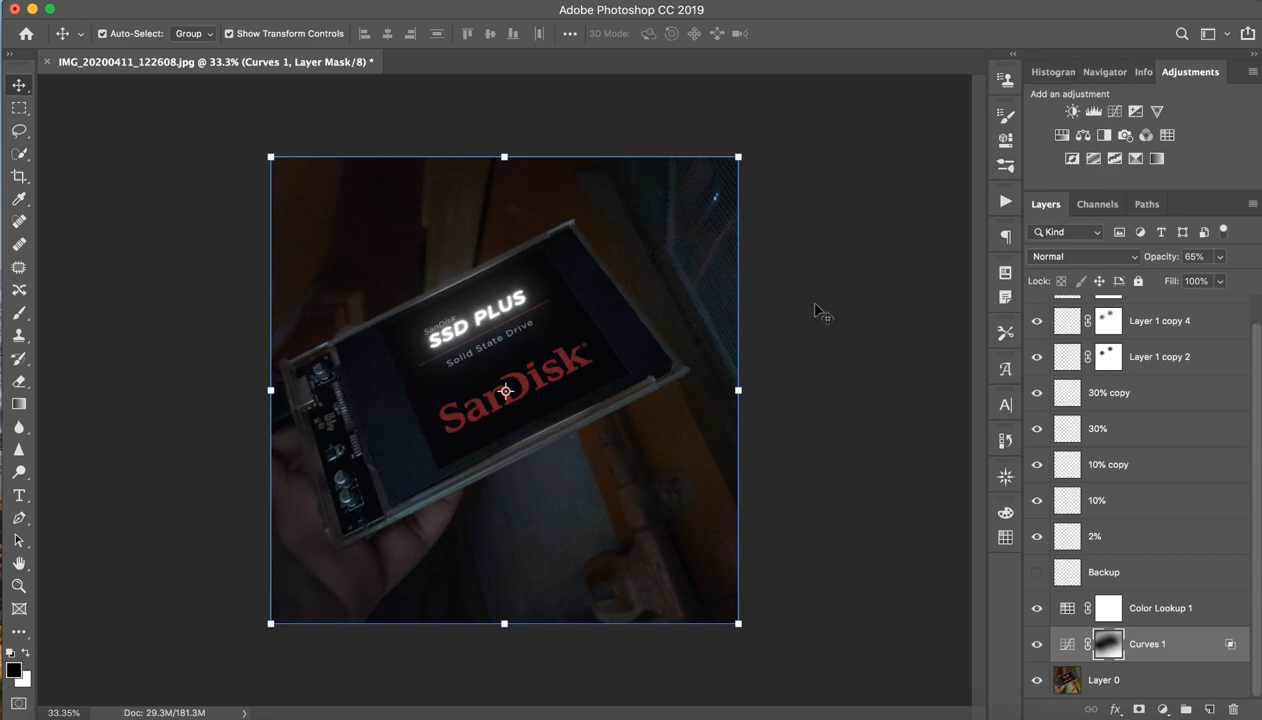 Adobe Photoshop CC 2019
Auto-Select:
Group
Show Transform Controls
3D Mode:
IMG_20200411_122608.jpg @ 33.3% (Curves 1, Layer Mask/8) *
Histogran
Navigator
Info
Adjustments
Add an adjustment
Layers
Channels
Paths
Kind
Normal
Opacity: 65%
Lock:
Fill: 100%
Layer 1 copy 4
Layer 1 copy 2
30% copy
30%
10% copy
10%
2%
Backup
Color Lookup 1
Curves 1
Layer 0
SanDisk
SSD PLUS
Solid State Drive
SanDisk
33.35%
Doc: 29.3M/181.3M